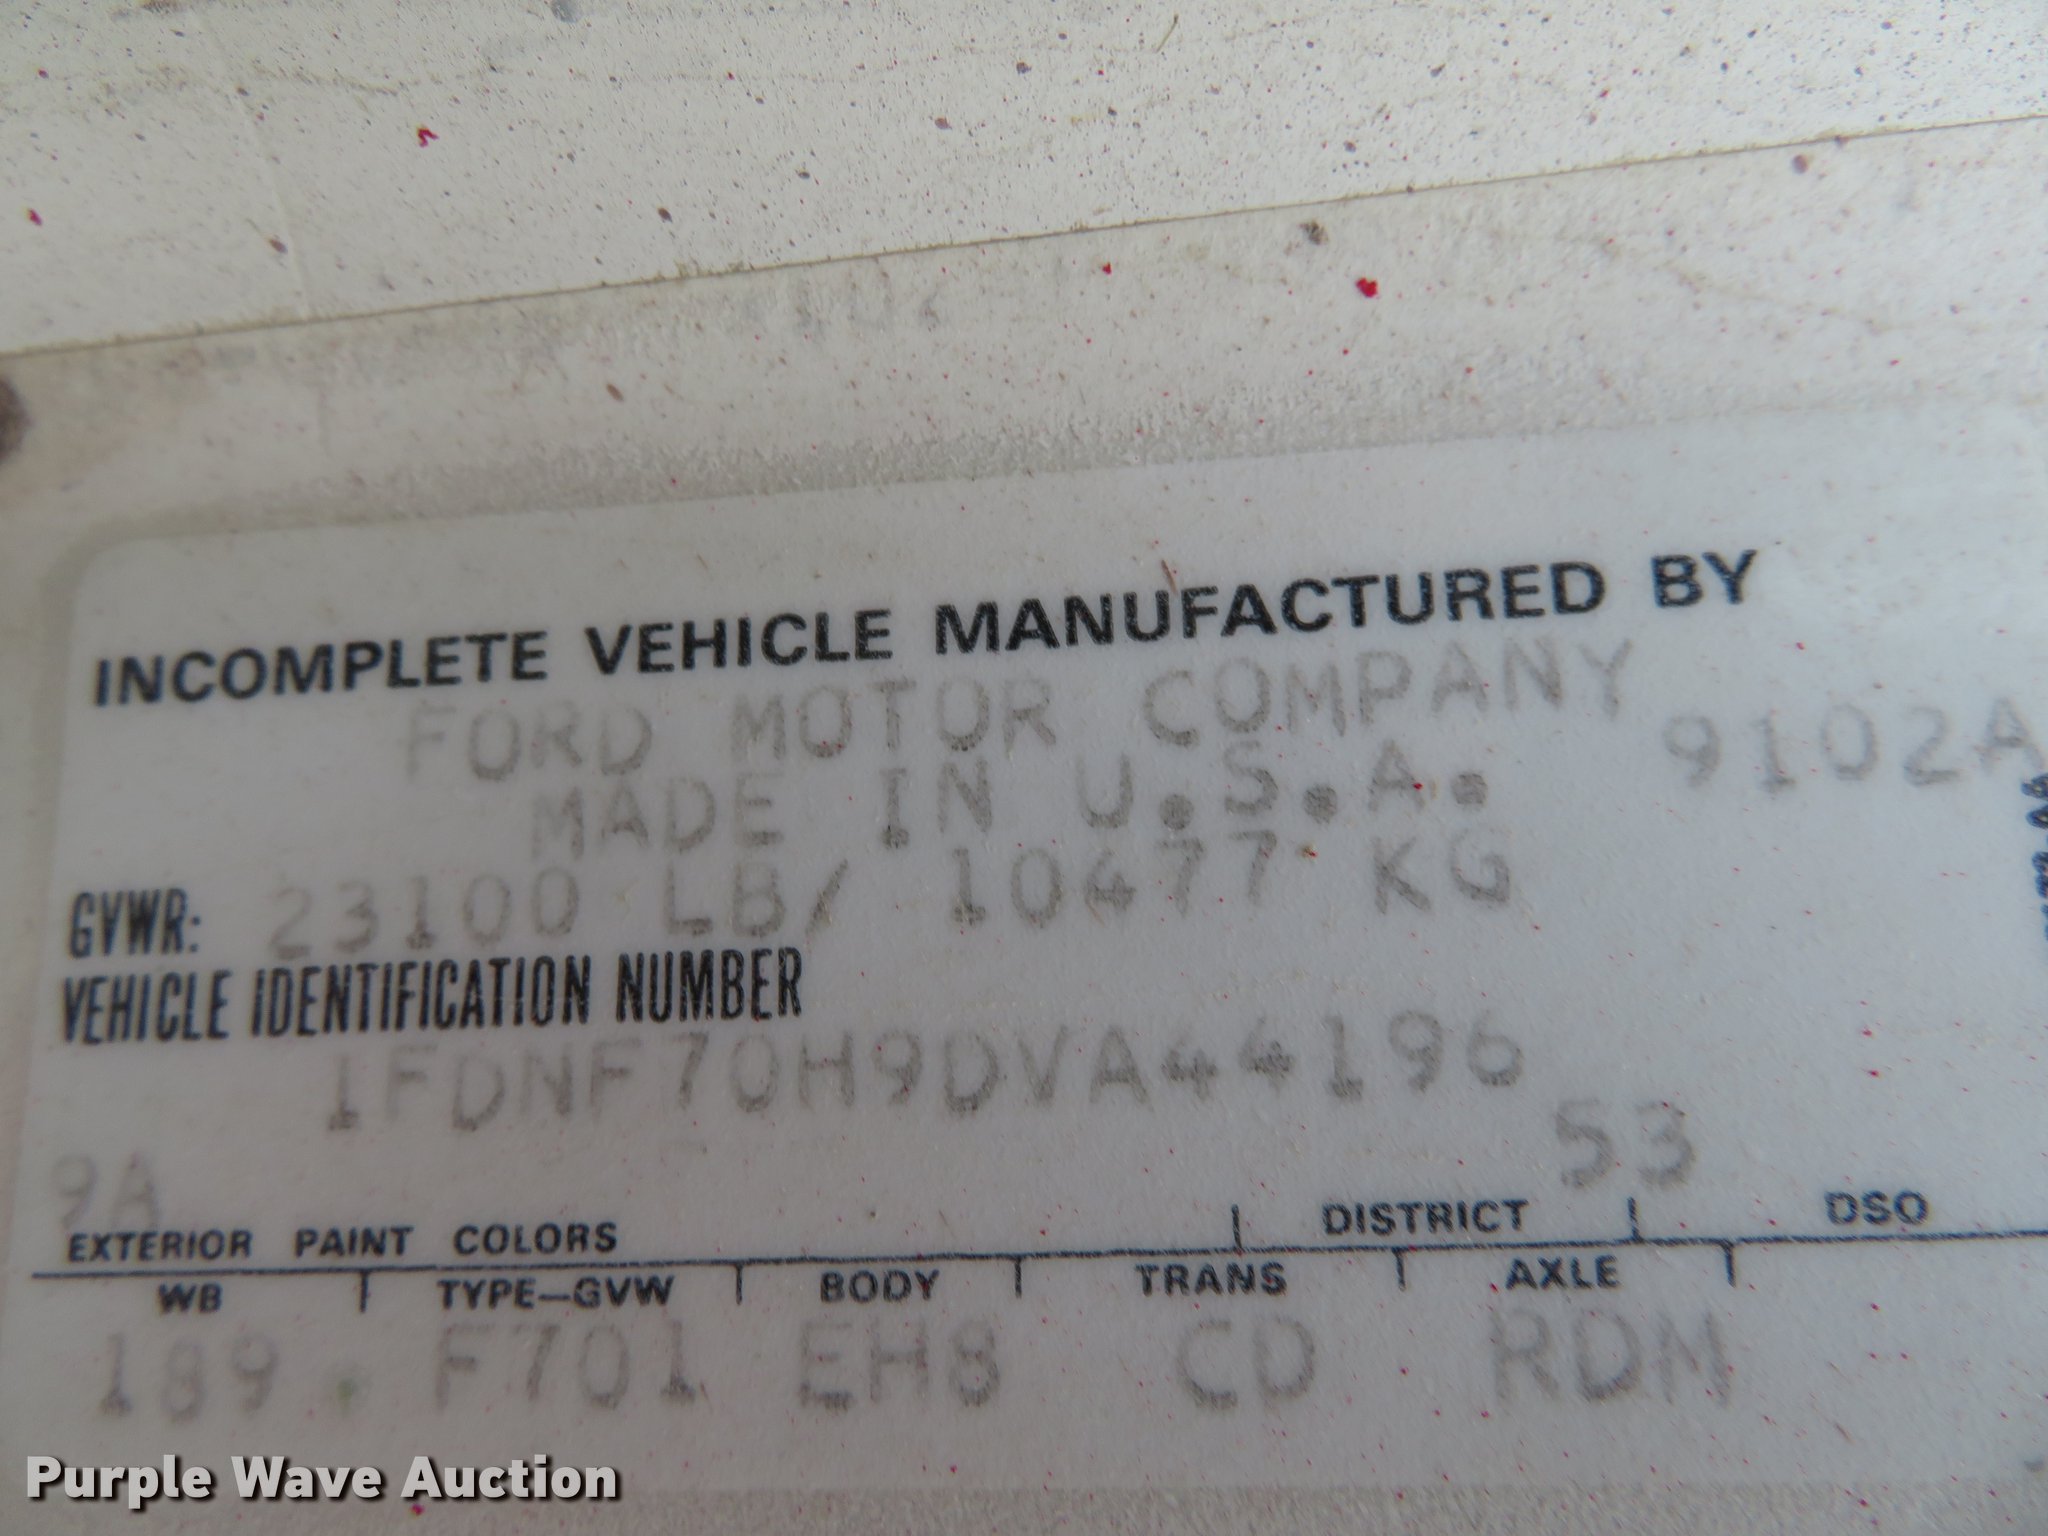 INCOMPLETE VEHICLE MANUFACTURED BY
FORD MOTOR COMPANY
MADE IN U.S.A. 9102A
GVWR: 23100 LB/ 10477 KG
VEHICLE IDENTIFICATION NUMBER
1FDNF70H9DVA44196
9A 53
EXTERIOR PAINT COLORS DISTRICT DSO
WB TYPE-GVW BODY TRANS AXLE
189. F701 EH8 CD RDM
Purple Wave Auction